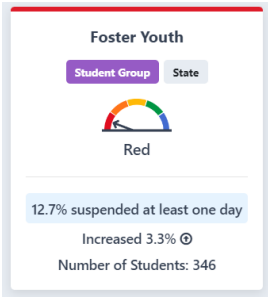 Foster Youth
Student Group State
Red
12.7% suspended at least one day
Increased 3.3%
Number of Students: 346